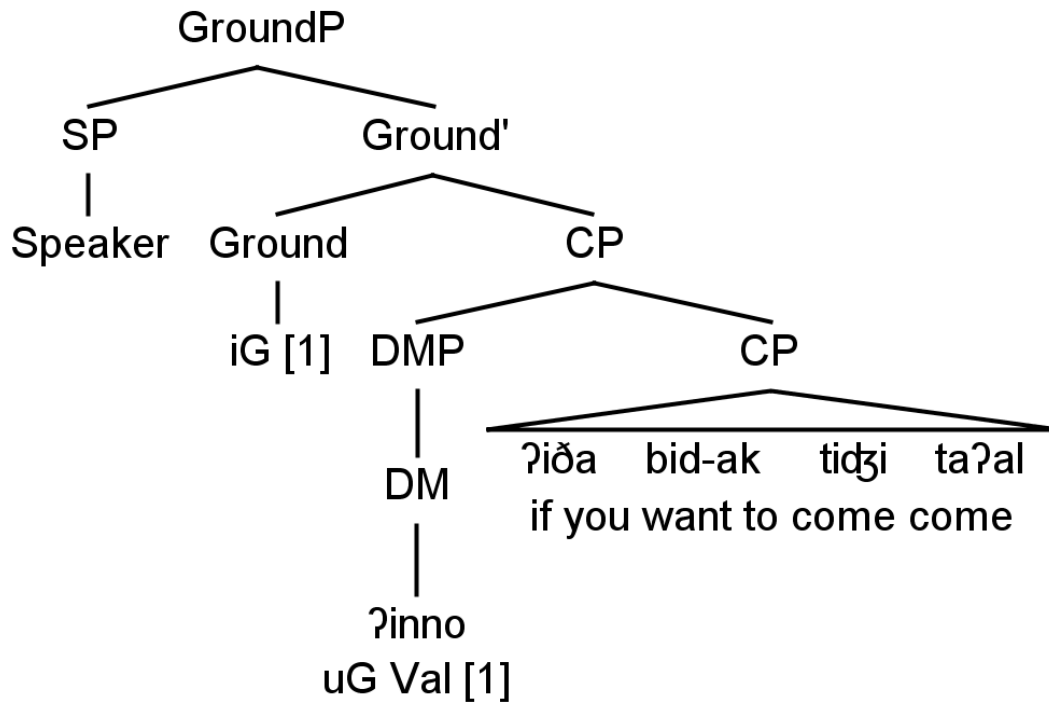 GroundP
SP Ground'
Speaker Ground CP
iG [1] DMP CP
ʔiða bid-ak tiʤi taʔal
DM if you want to come come
ʔinno
uG Val [1]